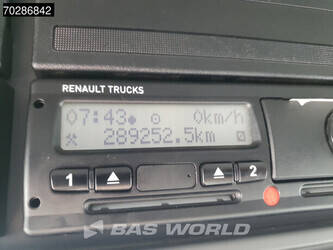 70286842
RENAULT TRUCKS
07:43 0km/h
289252.5km
1 2
BAS WORLD